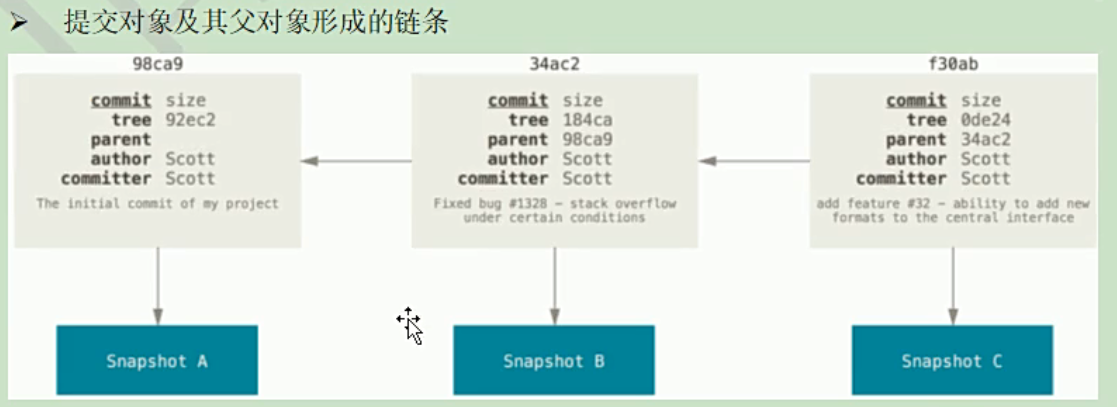 ➤ 提交对象及其父对象形成的链条
98ca9
commit size
tree 92ec2
parent
author Scott
committer Scott
The initial commit of my project
Snapshot A
34ac2
commit size
tree 184ca
parent 98ca9
author Scott
committer Scott
Fixed bug #1328 – stack overflow
under certain conditions
Snapshot B
f30ab
commit size
tree 0de24
parent 34ac2
author Scott
committer Scott
add feature #32 – ability to add new
formats to the central interface
Snapshot C